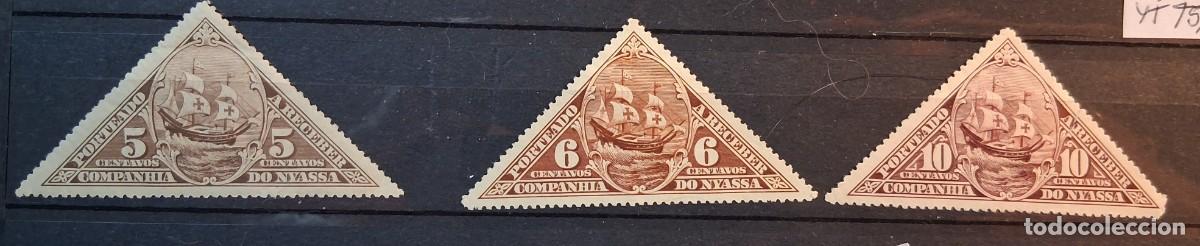 PORTEADO A RECEBER
5 5
CENTAVOS CENTAVOS
COMPANHIA DO NYASSA
PORTEADO A RECEBER
6 6
CENTAVOS CENTAVOS
COMPANHIA DO NYASSA
PORTEADO A RECEBER
10 10
CENTAVOS CENTAVOS
COMPANHIA DO NYASSA
todocoleccion